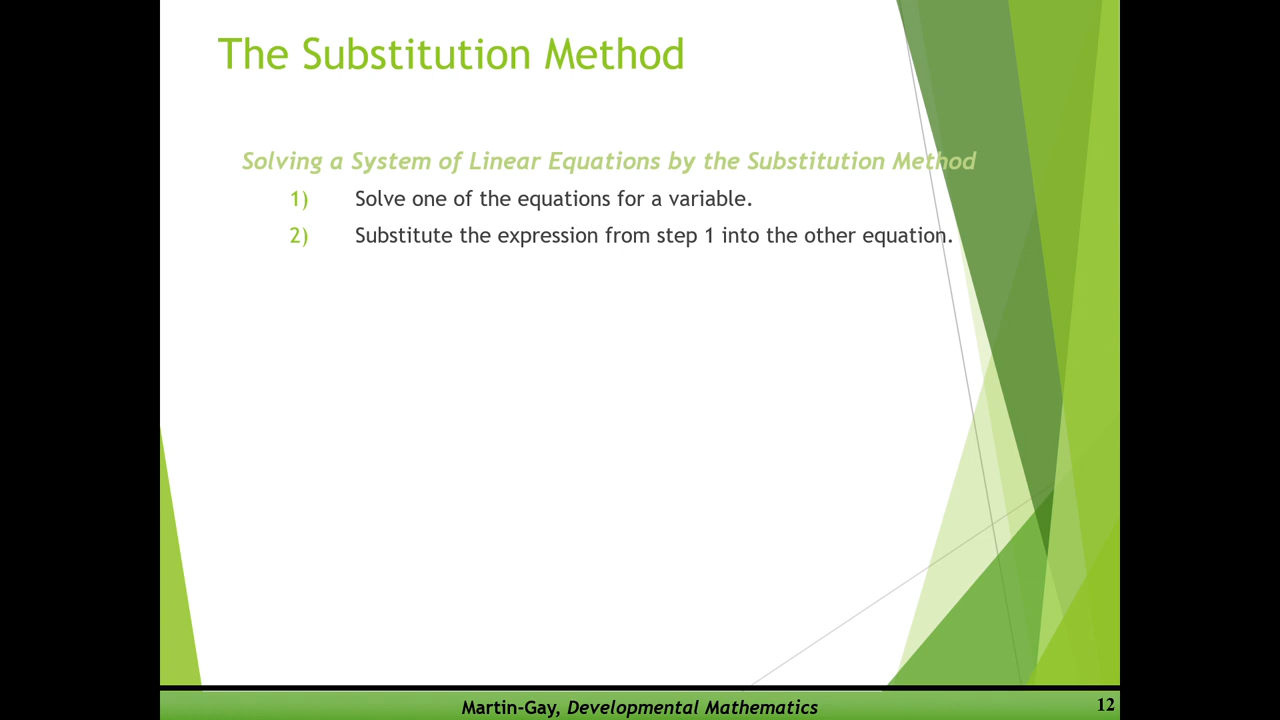 The Substitution Method
Solving a System of Linear Equations by the Substitution Method
1) Solve one of the equations for a variable.
2) Substitute the expression from step 1 into the other equation.
Martin-Gay, Developmental Mathematics
12